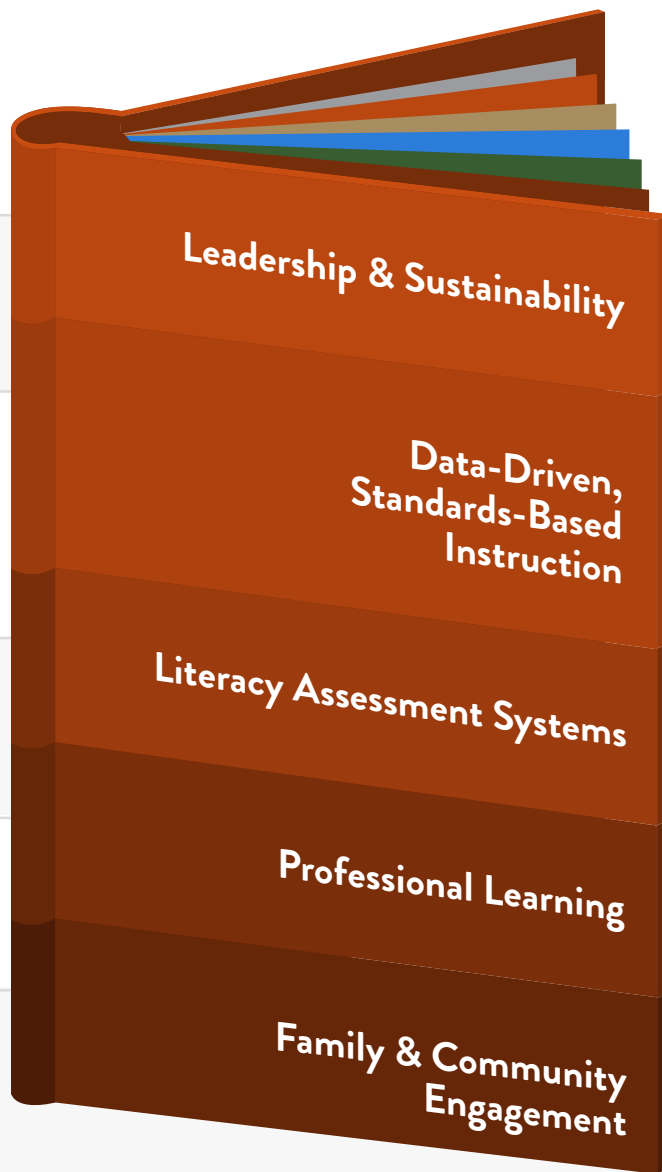 Leadership & Sustainability
Data-Driven,
Standards-Based
Instruction
Literacy Assessment Systems
Professional Learning
Family & Community
Engagement